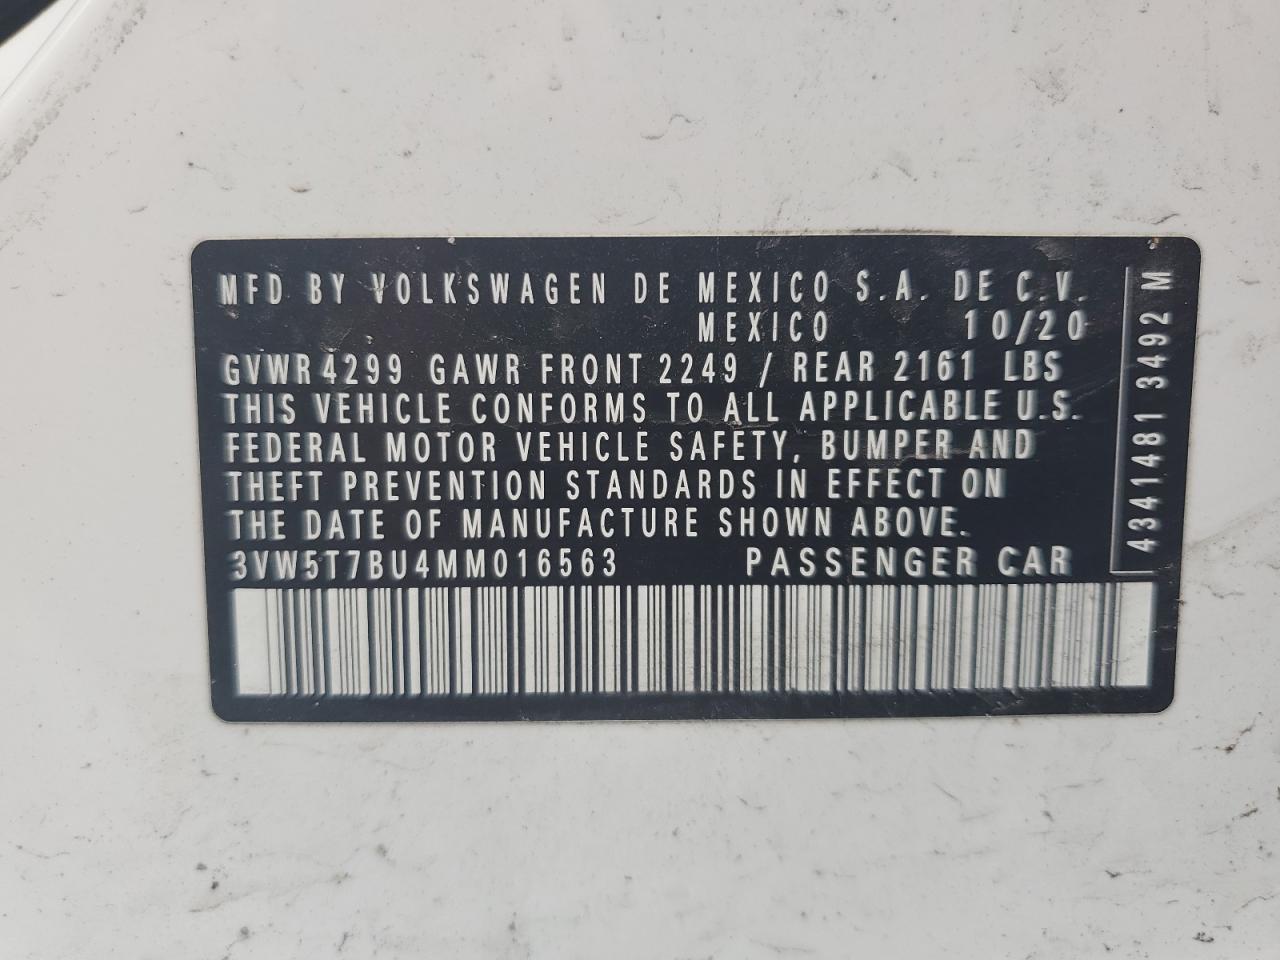 MFD BY VOLKSWAGEN DE MEXICO S.A. DE C.V.
MEXICO 10/20
GVWR 4299 GAWR FRONT 2249 / REAR 2161 LBS
THIS VEHICLE CONFORMS TO ALL APPLICABLE U.S.
FEDERAL MOTOR VEHICLE SAFETY, BUMPER AND
THEFT PREVENTION STANDARDS IN EFFECT ON
THE DATE OF MANUFACTURE SHOWN ABOVE.
3VW5T7BU4MM016563 PASSENGER CAR
4341481 3492 M